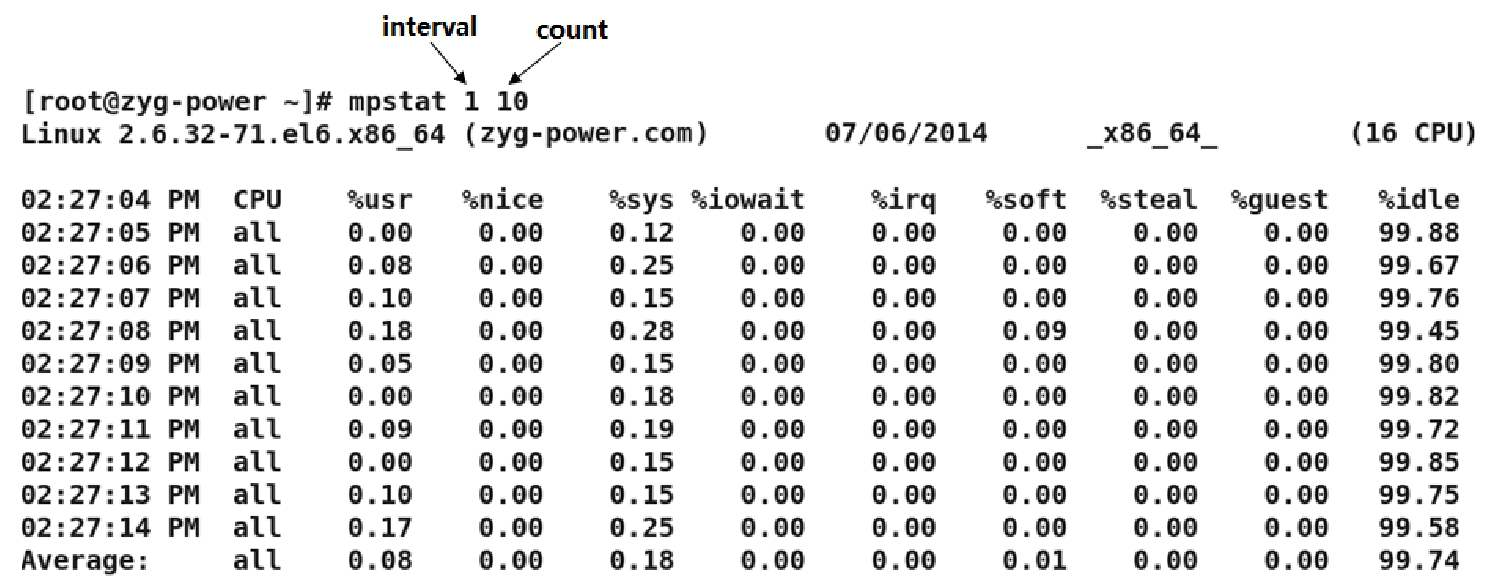 interval count
[root@zyg-power ~]# mpstat 1 10
Linux 2.6.32-71.el6.x86_64 (zyg-power.com) 07/06/2014 _x86_64_ (16 CPU)
02:27:04 PM CPU %usr %nice %sys %iowait %irq %soft %steal %guest %idle
02:27:05 PM all 0.00 0.00 0.12 0.00 0.00 0.00 0.00 0.00 99.88
02:27:06 PM all 0.08 0.00 0.25 0.00 0.00 0.00 0.00 0.00 99.67
02:27:07 PM all 0.10 0.00 0.15 0.00 0.00 0.00 0.00 0.00 99.76
02:27:08 PM all 0.18 0.00 0.28 0.00 0.00 0.09 0.00 0.00 99.45
02:27:09 PM all 0.05 0.00 0.15 0.00 0.00 0.00 0.00 0.00 99.80
02:27:10 PM all 0.00 0.00 0.18 0.00 0.00 0.00 0.00 0.00 99.82
02:27:11 PM all 0.09 0.00 0.19 0.00 0.00 0.00 0.00 0.00 99.72
02:27:12 PM all 0.00 0.00 0.15 0.00 0.00 0.00 0.00 0.00 99.85
02:27:13 PM all 0.10 0.00 0.15 0.00 0.00 0.00 0.00 0.00 99.75
02:27:14 PM all 0.17 0.00 0.25 0.00 0.00 0.00 0.00 0.00 99.58
Average: all 0.08 0.00 0.18 0.00 0.00 0.01 0.00 0.00 99.74